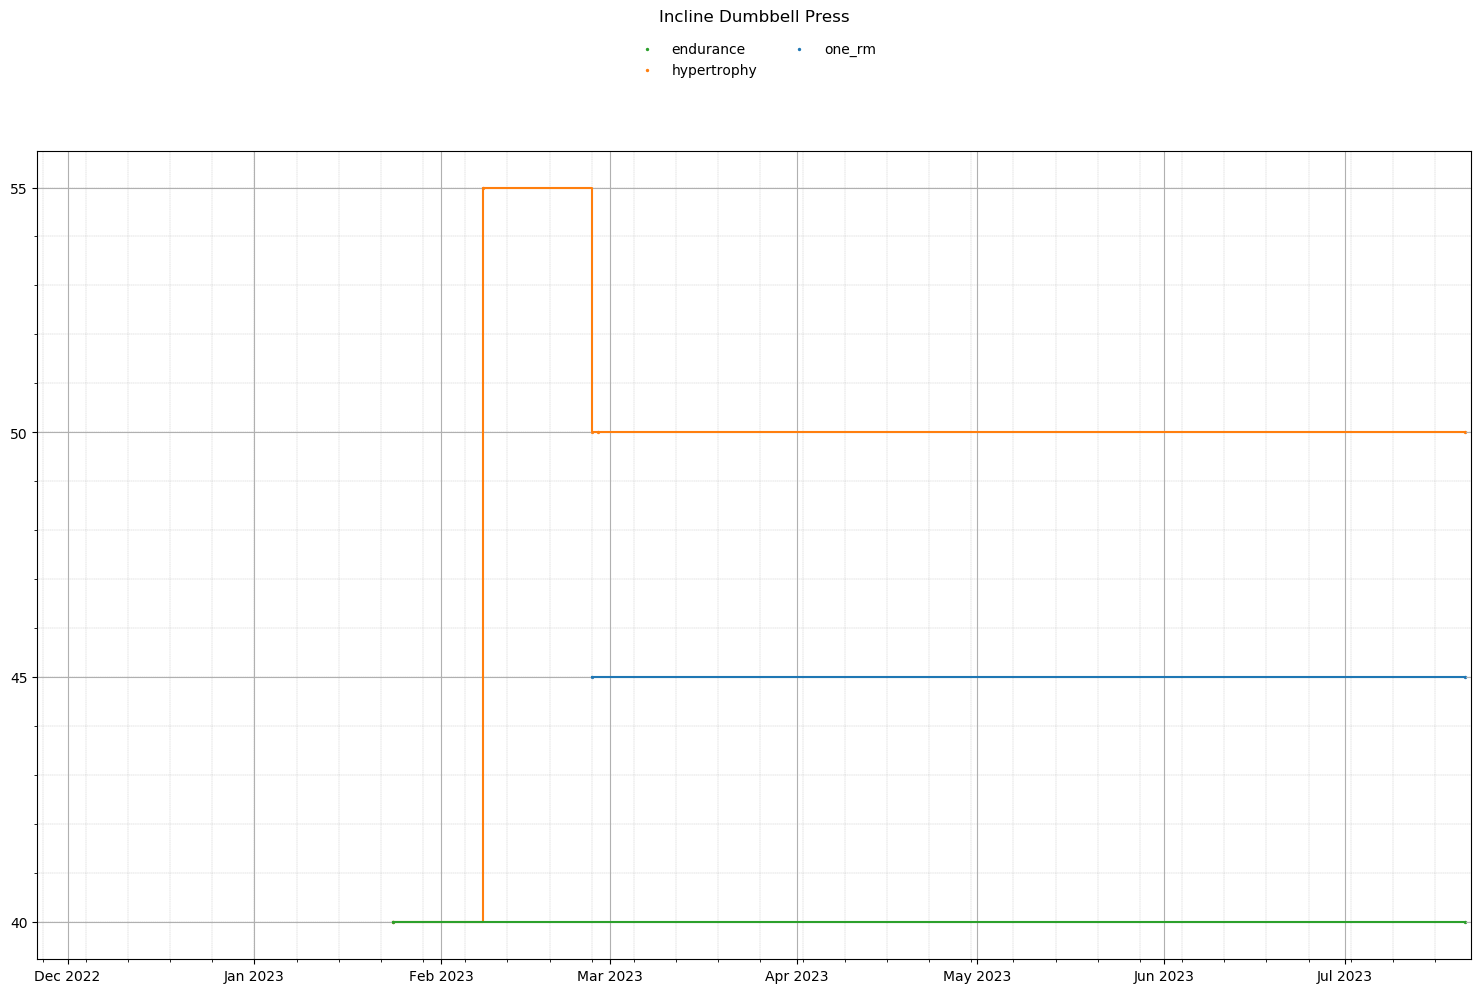 Incline Dumbbell Press
endurance one_rm
hypertrophy
55
50
45
40
Dec 2022 Jan 2023 Feb 2023 Mar 2023 Apr 2023 May 2023 Jun 2023 Jul 2023